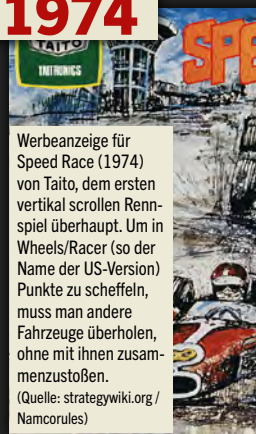 1974
TAITO
TAITRONICS
SPE
Werbeanzeige für
Speed Race (1974)
von Taito, dem ersten
vertikal scrollen Renn-
spiel überhaupt. Um in
Wheels/Racer (so der
Name der US-Version)
Punkte zu scheffeln,
muss man andere
Fahrzeuge überholen,
ohne mit ihnen zusam-
menzustoßen.
(Quelle: strategywiki.org /
Namcorules)